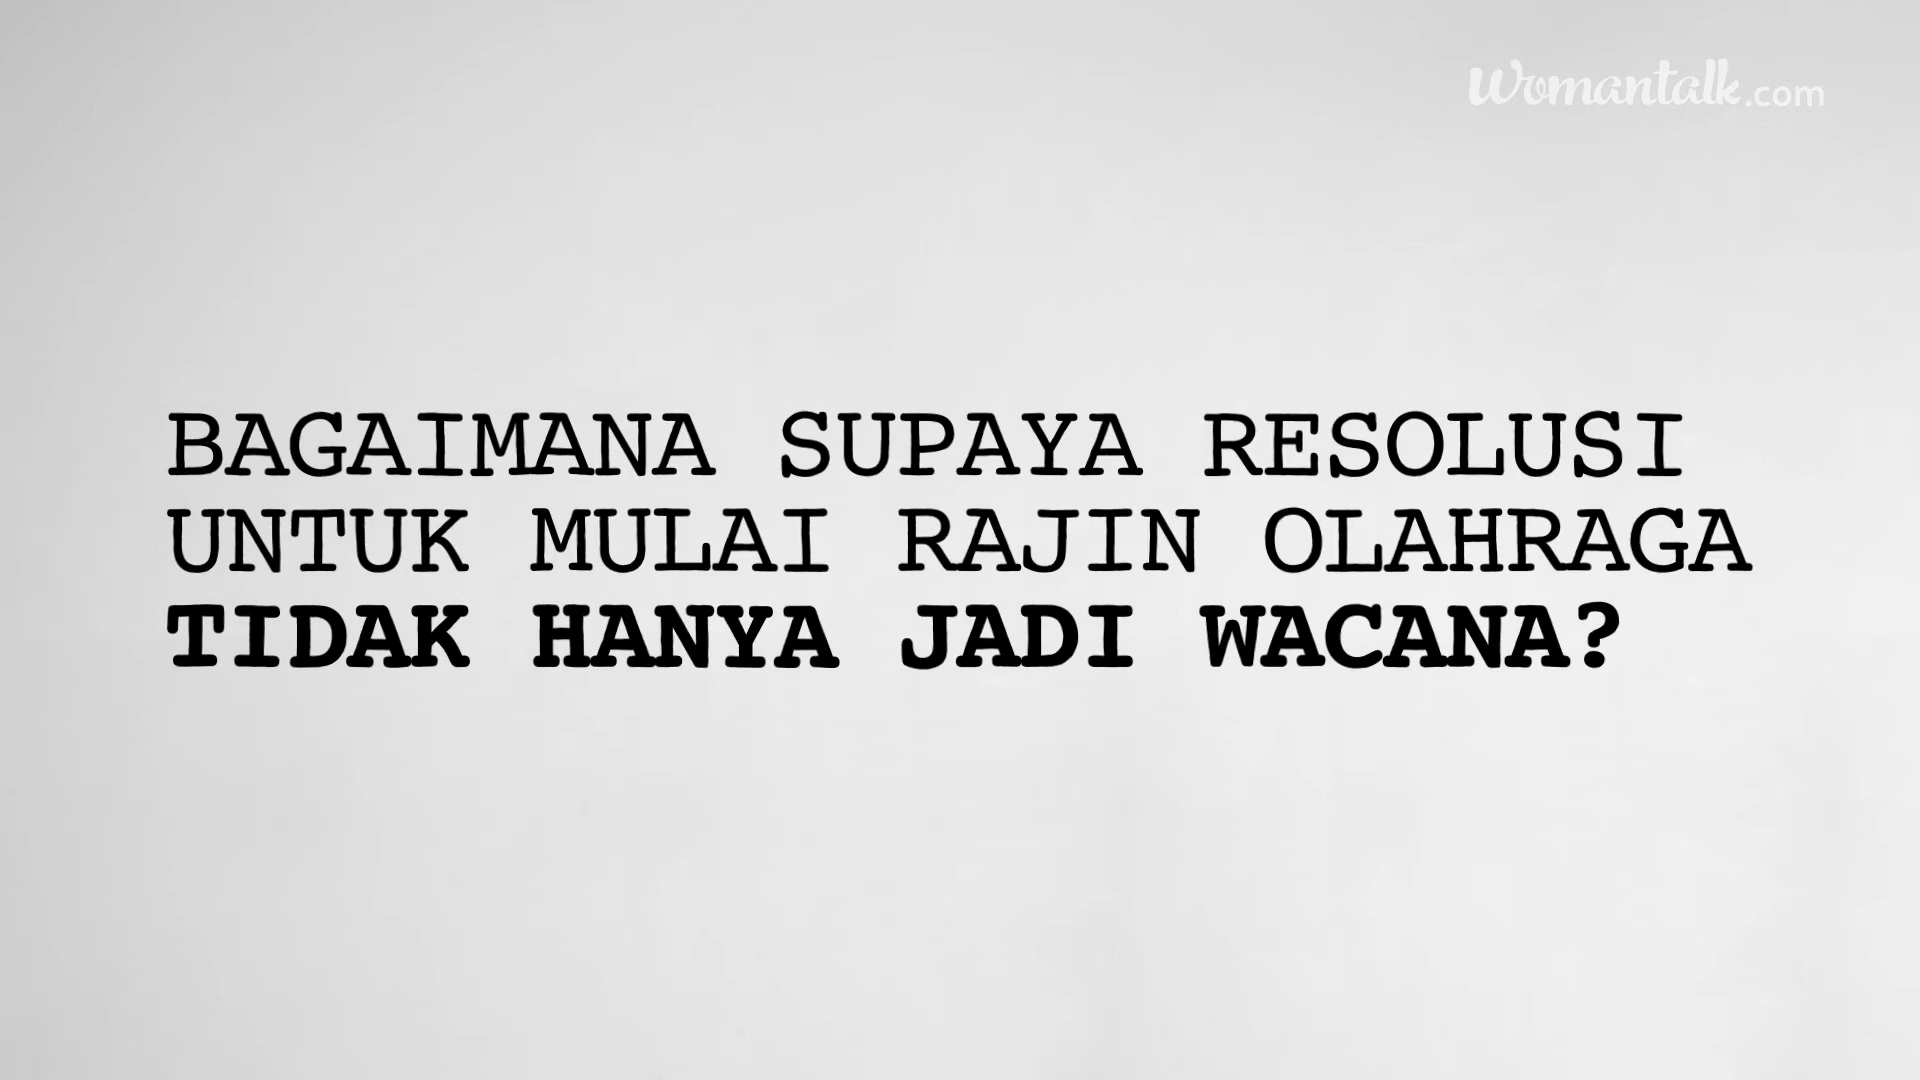 Womantalk.com
BAGAIMANA SUPAYA RESOLUSI
UNTUK MULAI RAJIN OLAHRAGA
TIDAK HANYA JADI WACANA?